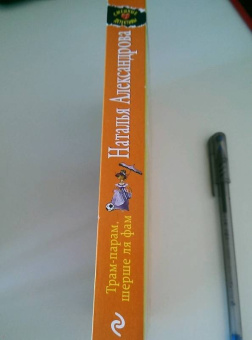 Наталья Александрова
Трам-парам,
шерше ля фам